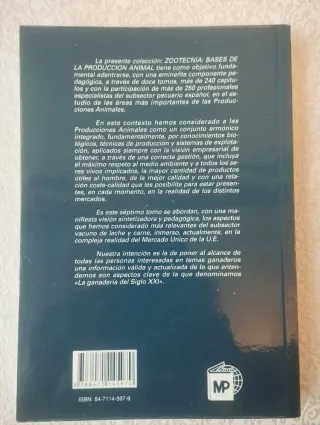 La presente colección: ZOOTECNIA: BASES DE
LA PRODUCCION ANIMAL tiene como objetivo funda-
mental adentrarse, con una eminente componente pe-
dagógica, a través de doce tomos, más de 240 capítu-
los y con la participación de más de 250 profesionales
especialistas del subsector pecuario español, en el es-
tudio de las áreas más importantes de las Produc-
ciones Animales.
En este contexto hemos considerado a las
Producciones Animales como un conjunto armónico
integrado, fundamentalmente, por conocimientos bio-
lógicos, técnicas de producción y sistemas de explota-
ción, aplicados siempre con la visión empresarial de
obtener, a través de una correcta gestión, que incluya
el máximo respeto al medio ambiente y a todos los se-
res vivos implicados, la mayor cantidad de productos
útiles al hombre, de la mejor calidad y con una rela-
ción coste-calidad que los posibilite para estar presen-
tes, en cada momento, en la realidad de los distintos
mercados.
Es este séptimo tomo se abordan, con una ma-
nifiesta visión sintetizadora y pedagógica, los aspectos
que hemos considerado más relevantes del subsector
vacuno de leche y carne, inmerso, actualmente, en la
compleja realidad del Mercado Unico de la U.E.
Nuestra intención es la de poner al alcance de
todas las personas interesadas en temas ganaderos
una información válida y actualizada de lo que enten-
demos son aspectos clave de la que denominamos
«La ganadería del Siglo XXI».
ISBN: 84-7114-597-9
MP